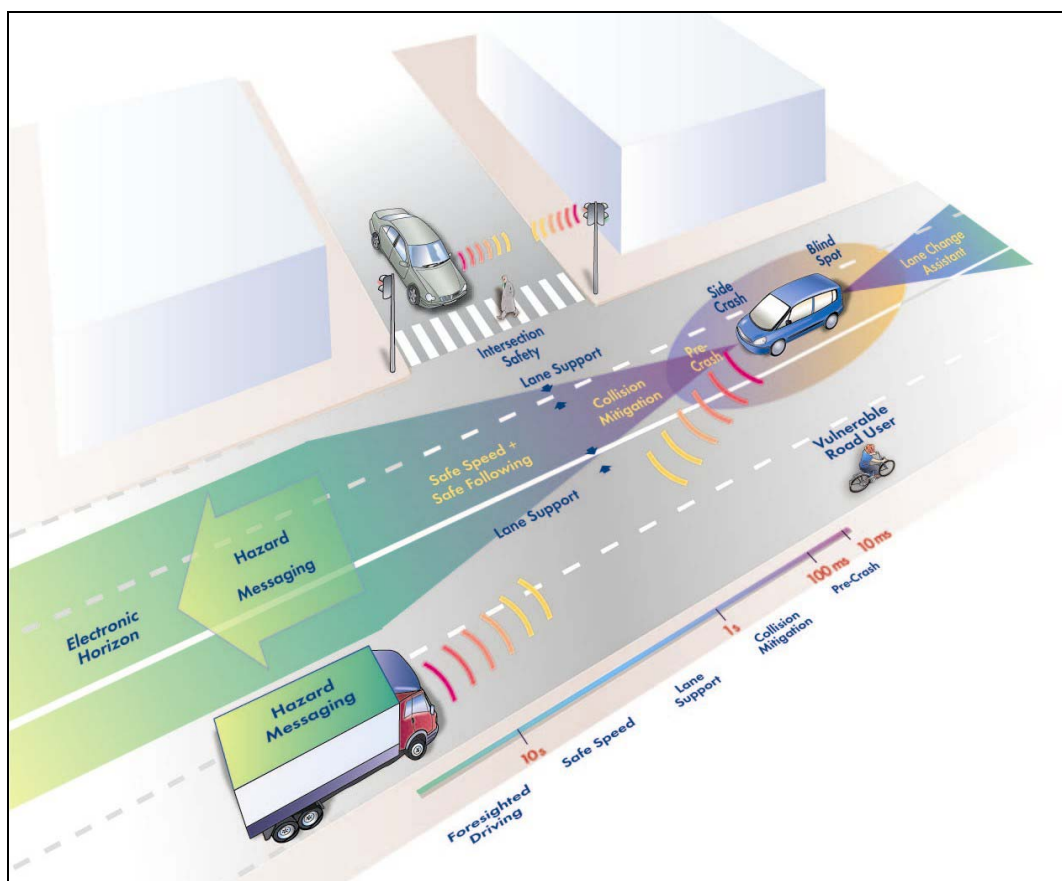 Blind
Spot
Lane Change
Assistant
Side
Crash
Pre-
Crash
Intersection
Safety
Lane Support
Collision
Mitigation
Vulnerable
Road User
Safe Speed +
Safe Following
Lane Support
Hazard
Messaging
Electronic
Horizon
Hazard
Messaging
10 ms
100 ms
Pre-Crash
1s
Collision
Mitigation
Lane
Support
10s
Safe Speed
Foresighted
Driving